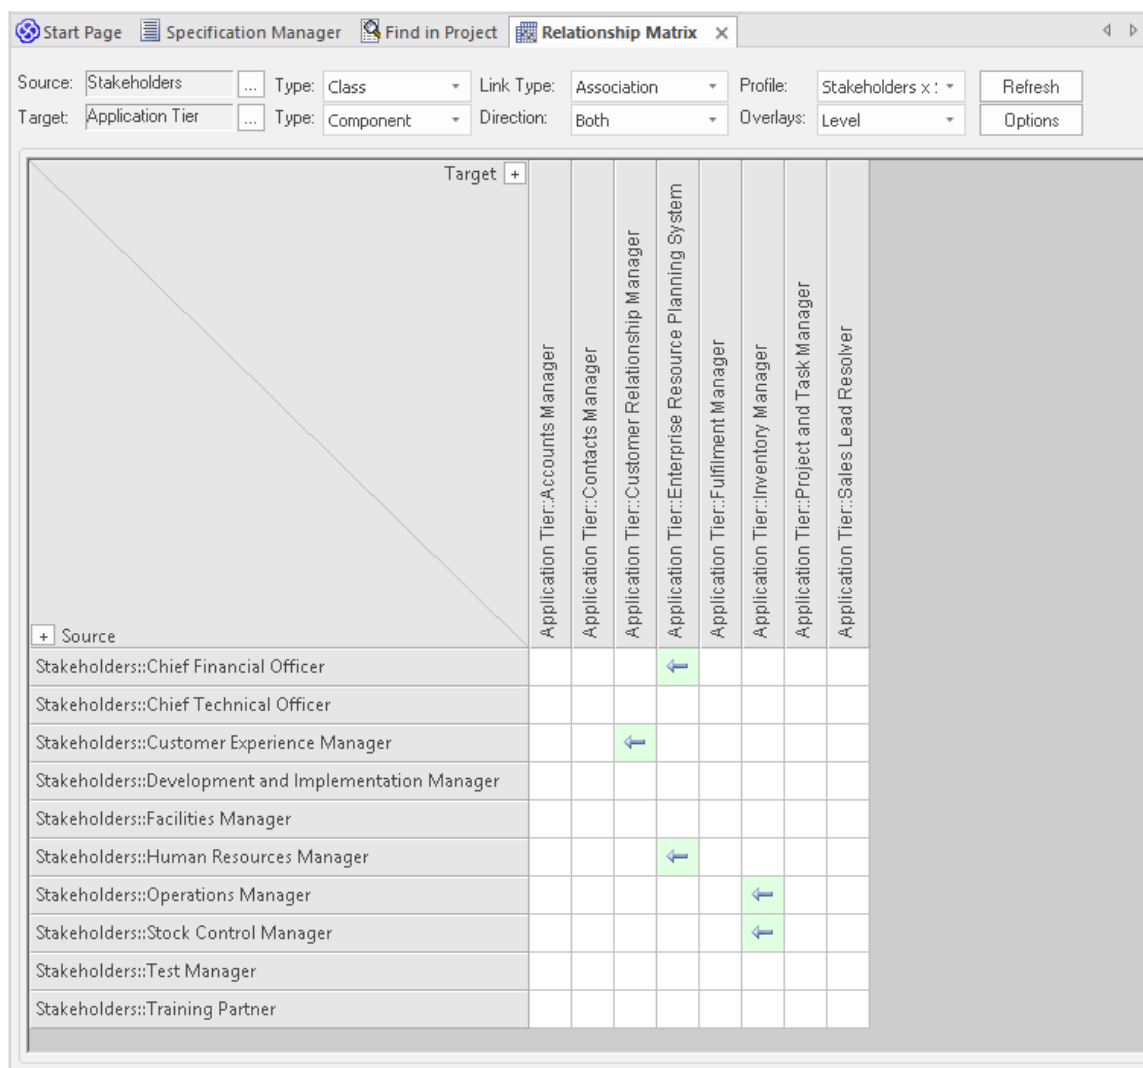 Start Page Specification Manager Find in Project Relationship Matrix
Source: Stakeholders ... Type: Class Link Type: Association Profile: Stakeholders x Refresh
Target: Application Tier ... Type: Component Direction: Both Overlays: Level Options
Target +
Application Tier::Accounts Manager
Application Tier::Contacts Manager
Application Tier::Customer Relationship Manager
Application Tier::Enterprise Resource Planning System
Application Tier::Fulfilment Manager
Application Tier::Inventory Manager
Application Tier::Project and Task Manager
Application Tier::Sales Lead Resolver
+ Source
Stakeholders::Chief Financial Officer
Stakeholders::Chief Technical Officer
Stakeholders::Customer Experience Manager
Stakeholders::Development and Implementation Manager
Stakeholders::Facilities Manager
Stakeholders::Human Resources Manager
Stakeholders::Operations Manager
Stakeholders::Stock Control Manager
Stakeholders::Test Manager
Stakeholders::Training Partner